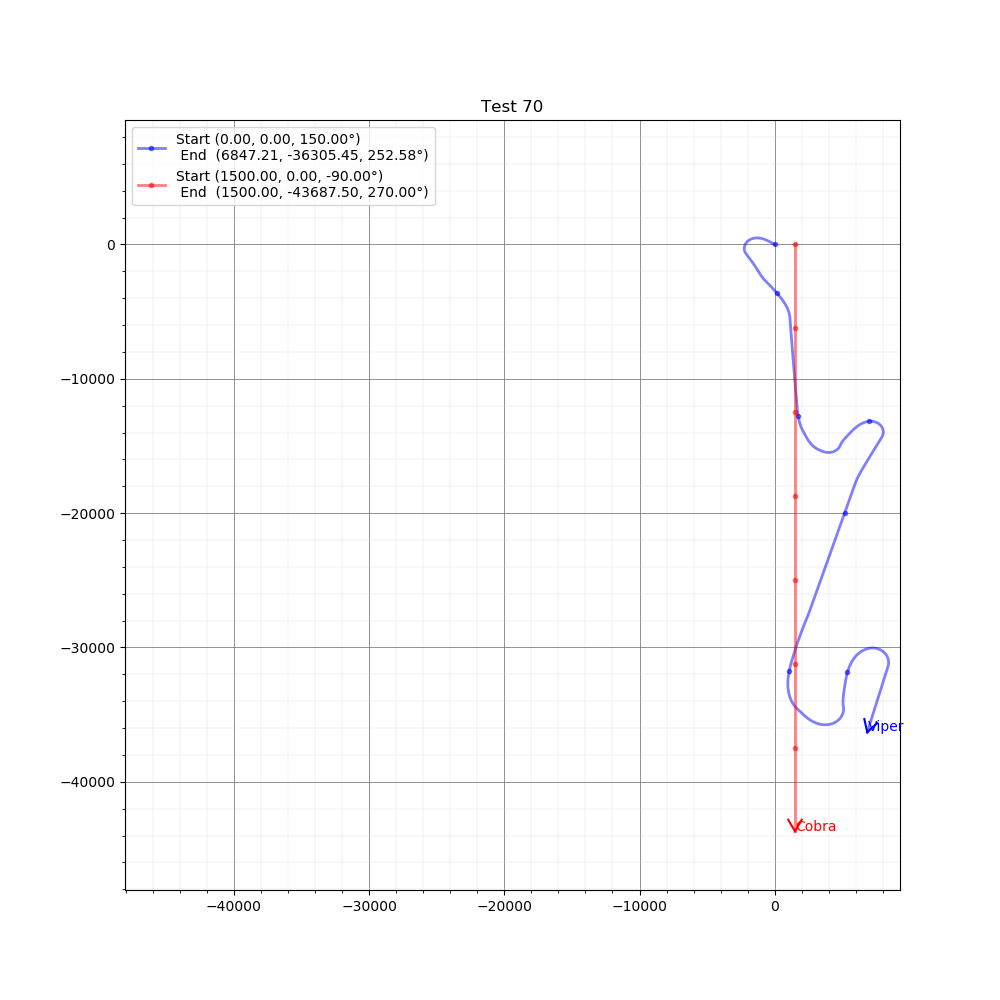 Test 70
Start (0.00, 0.00, 150.00°)
End  (6847.21, -36305.45, 252.58°)
Start (1500.00, 0.00, -90.00°)
End  (1500.00, -43687.50, 270.00°)
0
−10000
−20000
−30000
−40000
Viper
Cobra
−40000
−30000
−20000
−10000
0